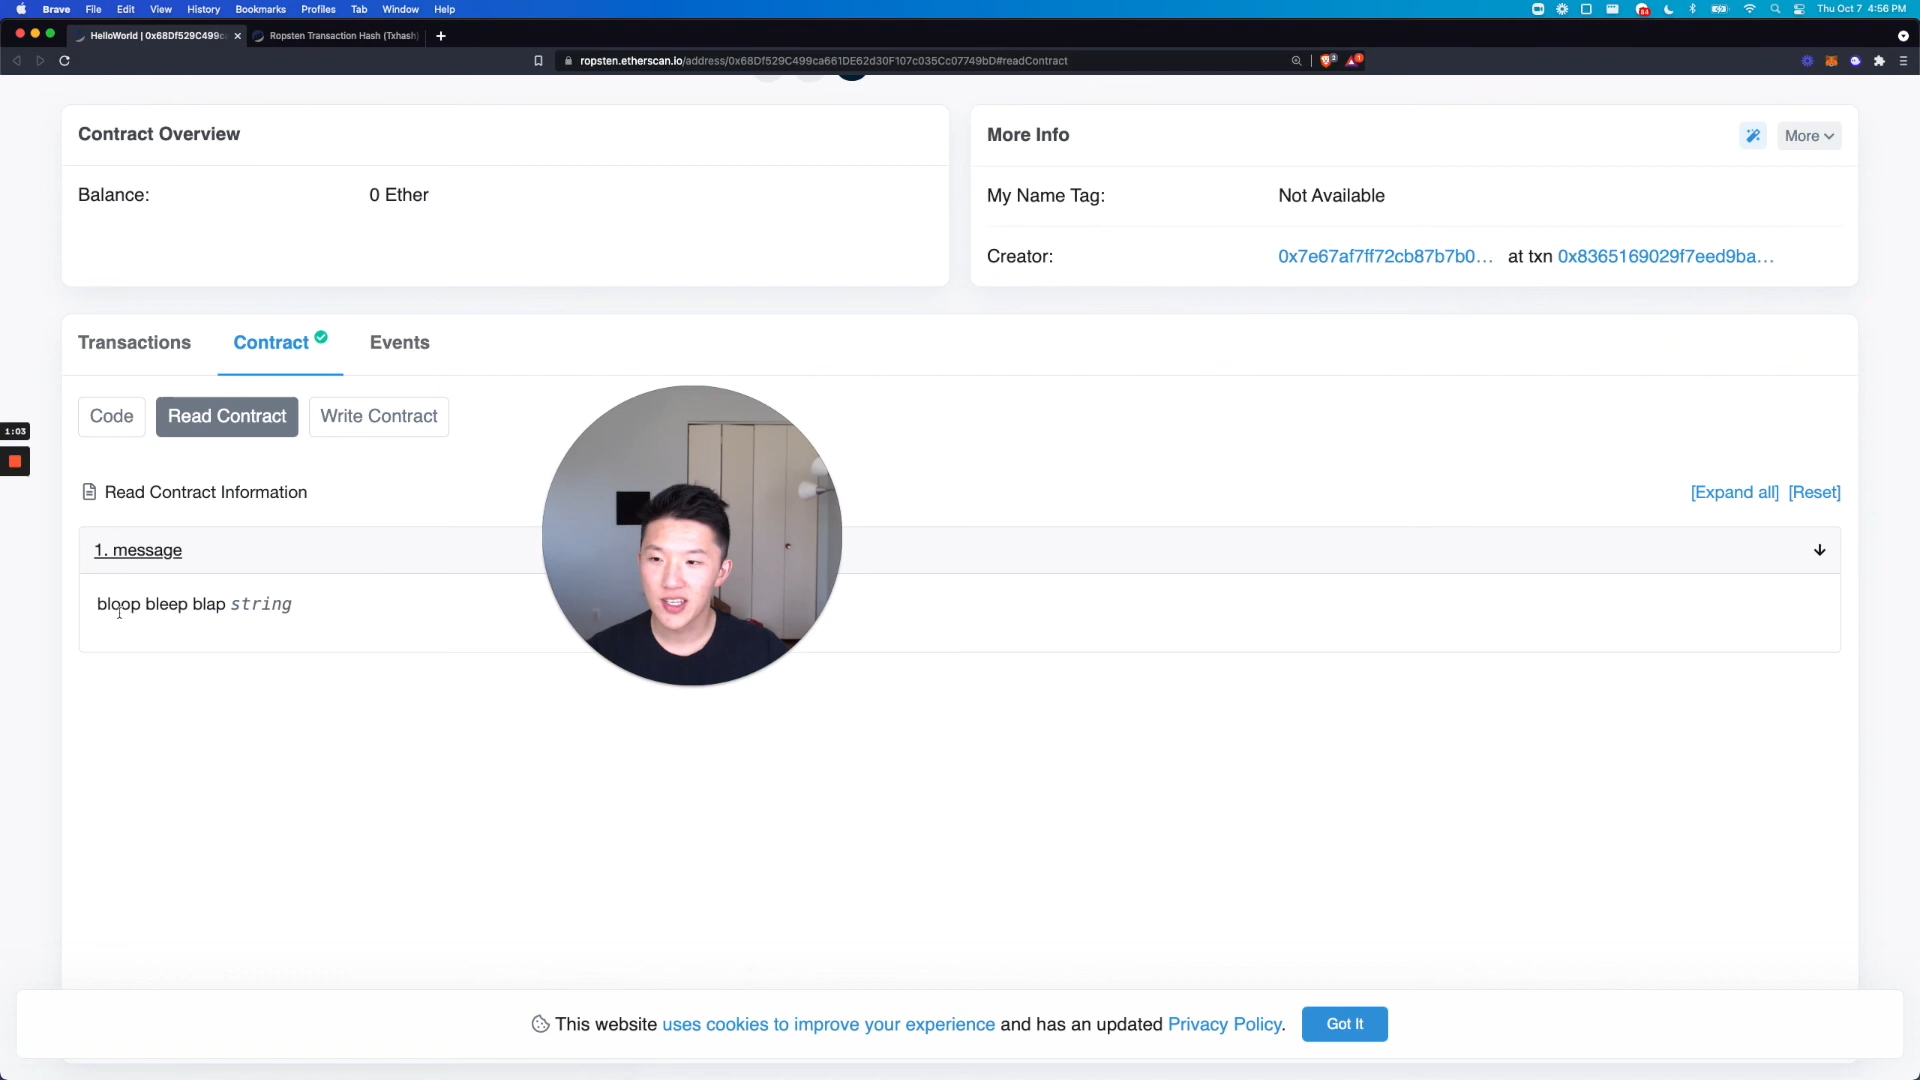 Brave File Edit View History Bookmarks Profiles Tab Window Help
84
Thu Oct 7 4:56 PM
HelloWorld | 0x68Df529C499c
Ropsten Transaction Hash (Txhash)
ropsten.etherscan.io/address/0x68Df529C499ca661DE62d30F107c035Cc07749bD#readContract
Contract Overview
Balance: 0 Ether
More Info
More
My Name Tag: Not Available
Creator: 0x7e67af7ff72cb87b7b0... at txn 0x8365169029f7eed9ba...
Transactions Contract Events
Code Read Contract Write Contract
1:03
Read Contract Information
[Expand all] [Reset]
1. message
bloop bleep blap string
This website uses cookies to improve your experience and has an updated Privacy Policy.
Got It